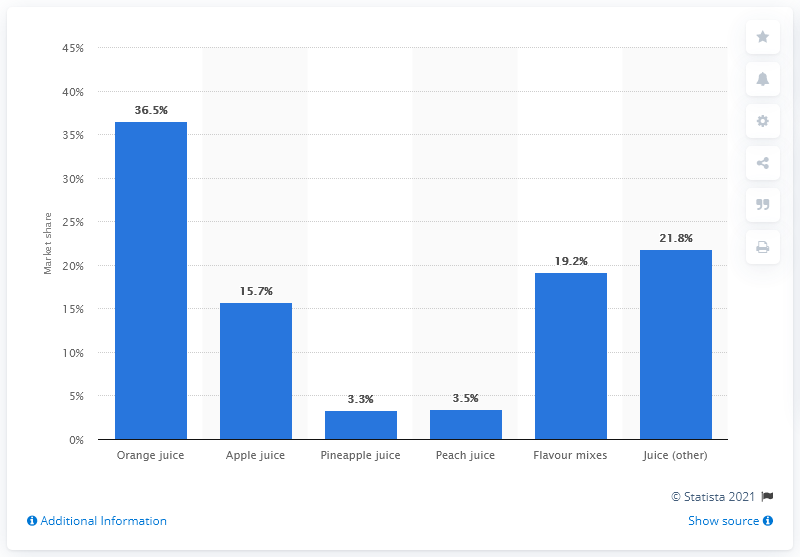 45%
40%
35%
30%
25%
20%
15%
10%
5%
0%
Market share
36.5%
15.7%
3.3%
3.5%
19.2%
21.8%
Orange juice
Apple juice
Pineapple juice
Peach juice
Flavour mixes
Juice (other)
© Statista 2021
Additional Information
Show source